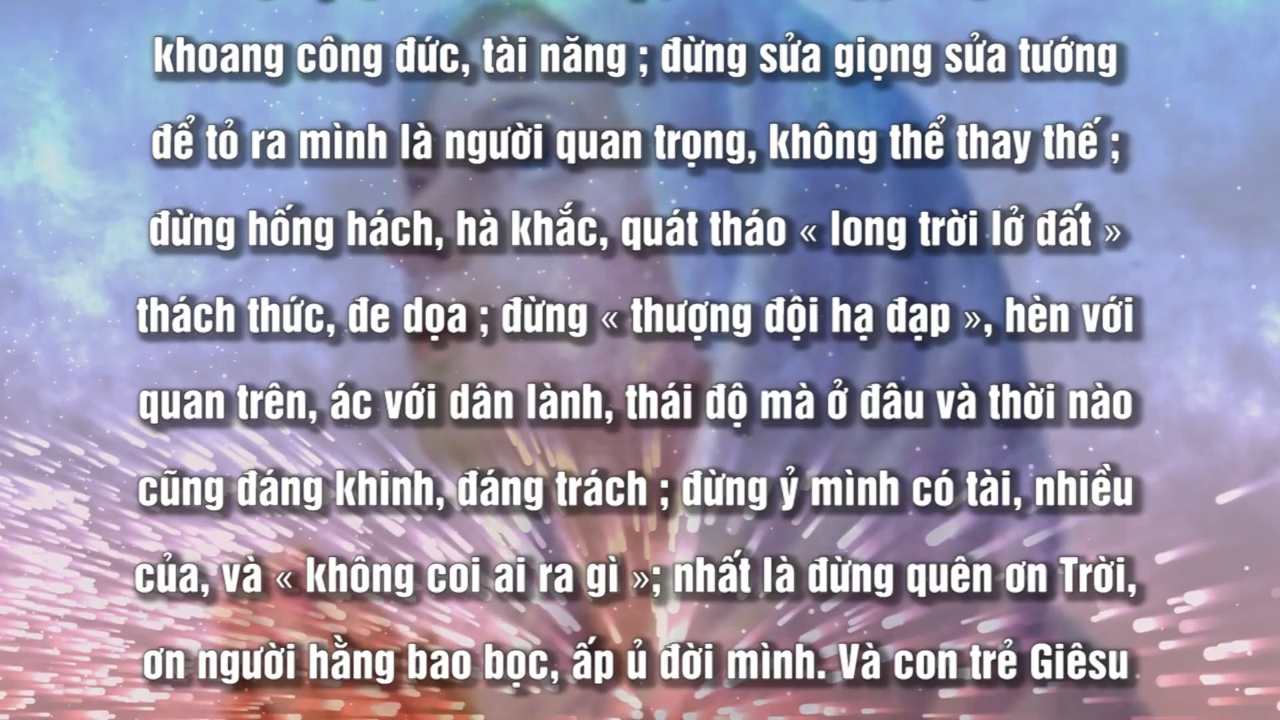 khoang công đức, tài năng ; đừng sửa giọng sửa tướng
để tỏ ra mình là người quan trọng, không thể thay thế ;
đừng hống hách, hà khắc, quát tháo « long trời lở đất »
thách thức, đe dọa ; đừng « thượng đội hạ đạp », hèn với
quan trên, ác với dân lành, thái độ mà ở đâu và thời nào
cũng đáng khinh, đáng trách ; đừng ỷ mình có tài, nhiều
của, và « không coi ai ra gì »; nhất là đừng quên ơn Trời,
ơn người hằng bao bọc, ấp ủ đời mình. Và con trẻ Giêsu